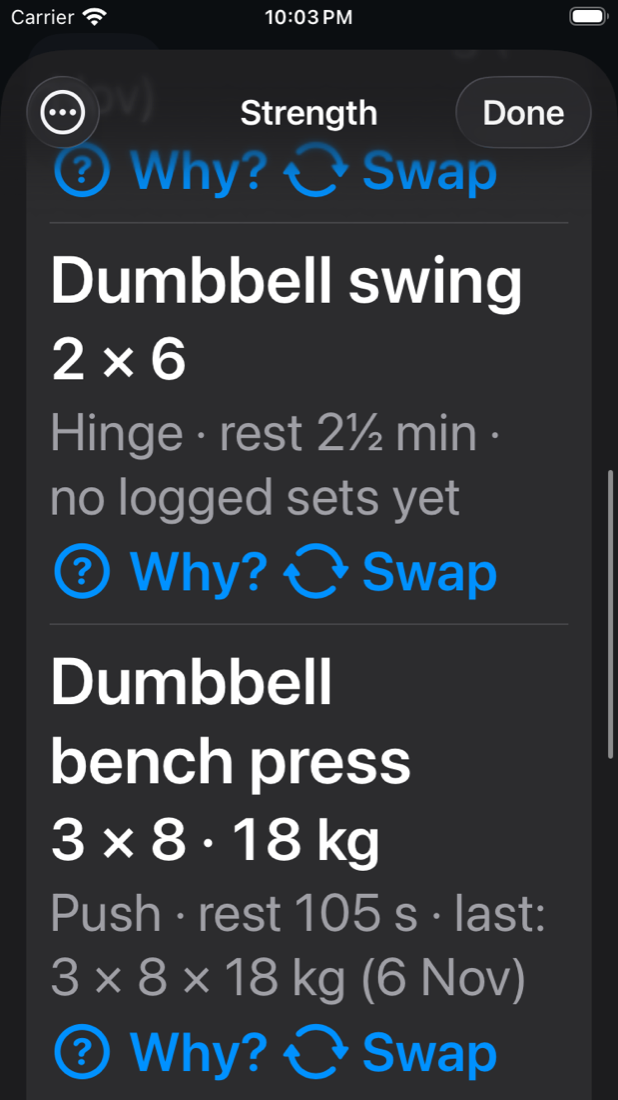 Carrier 10:03 PM
Strength
Done
Why? Swap
Dumbbell swing
2 × 6
Hinge · rest 2½ min ·
no logged sets yet
Why? Swap
Dumbbell
bench press
3 × 8 · 18 kg
Push · rest 105 s · last:
3 × 8 × 18 kg (6 Nov)
Why? Swap